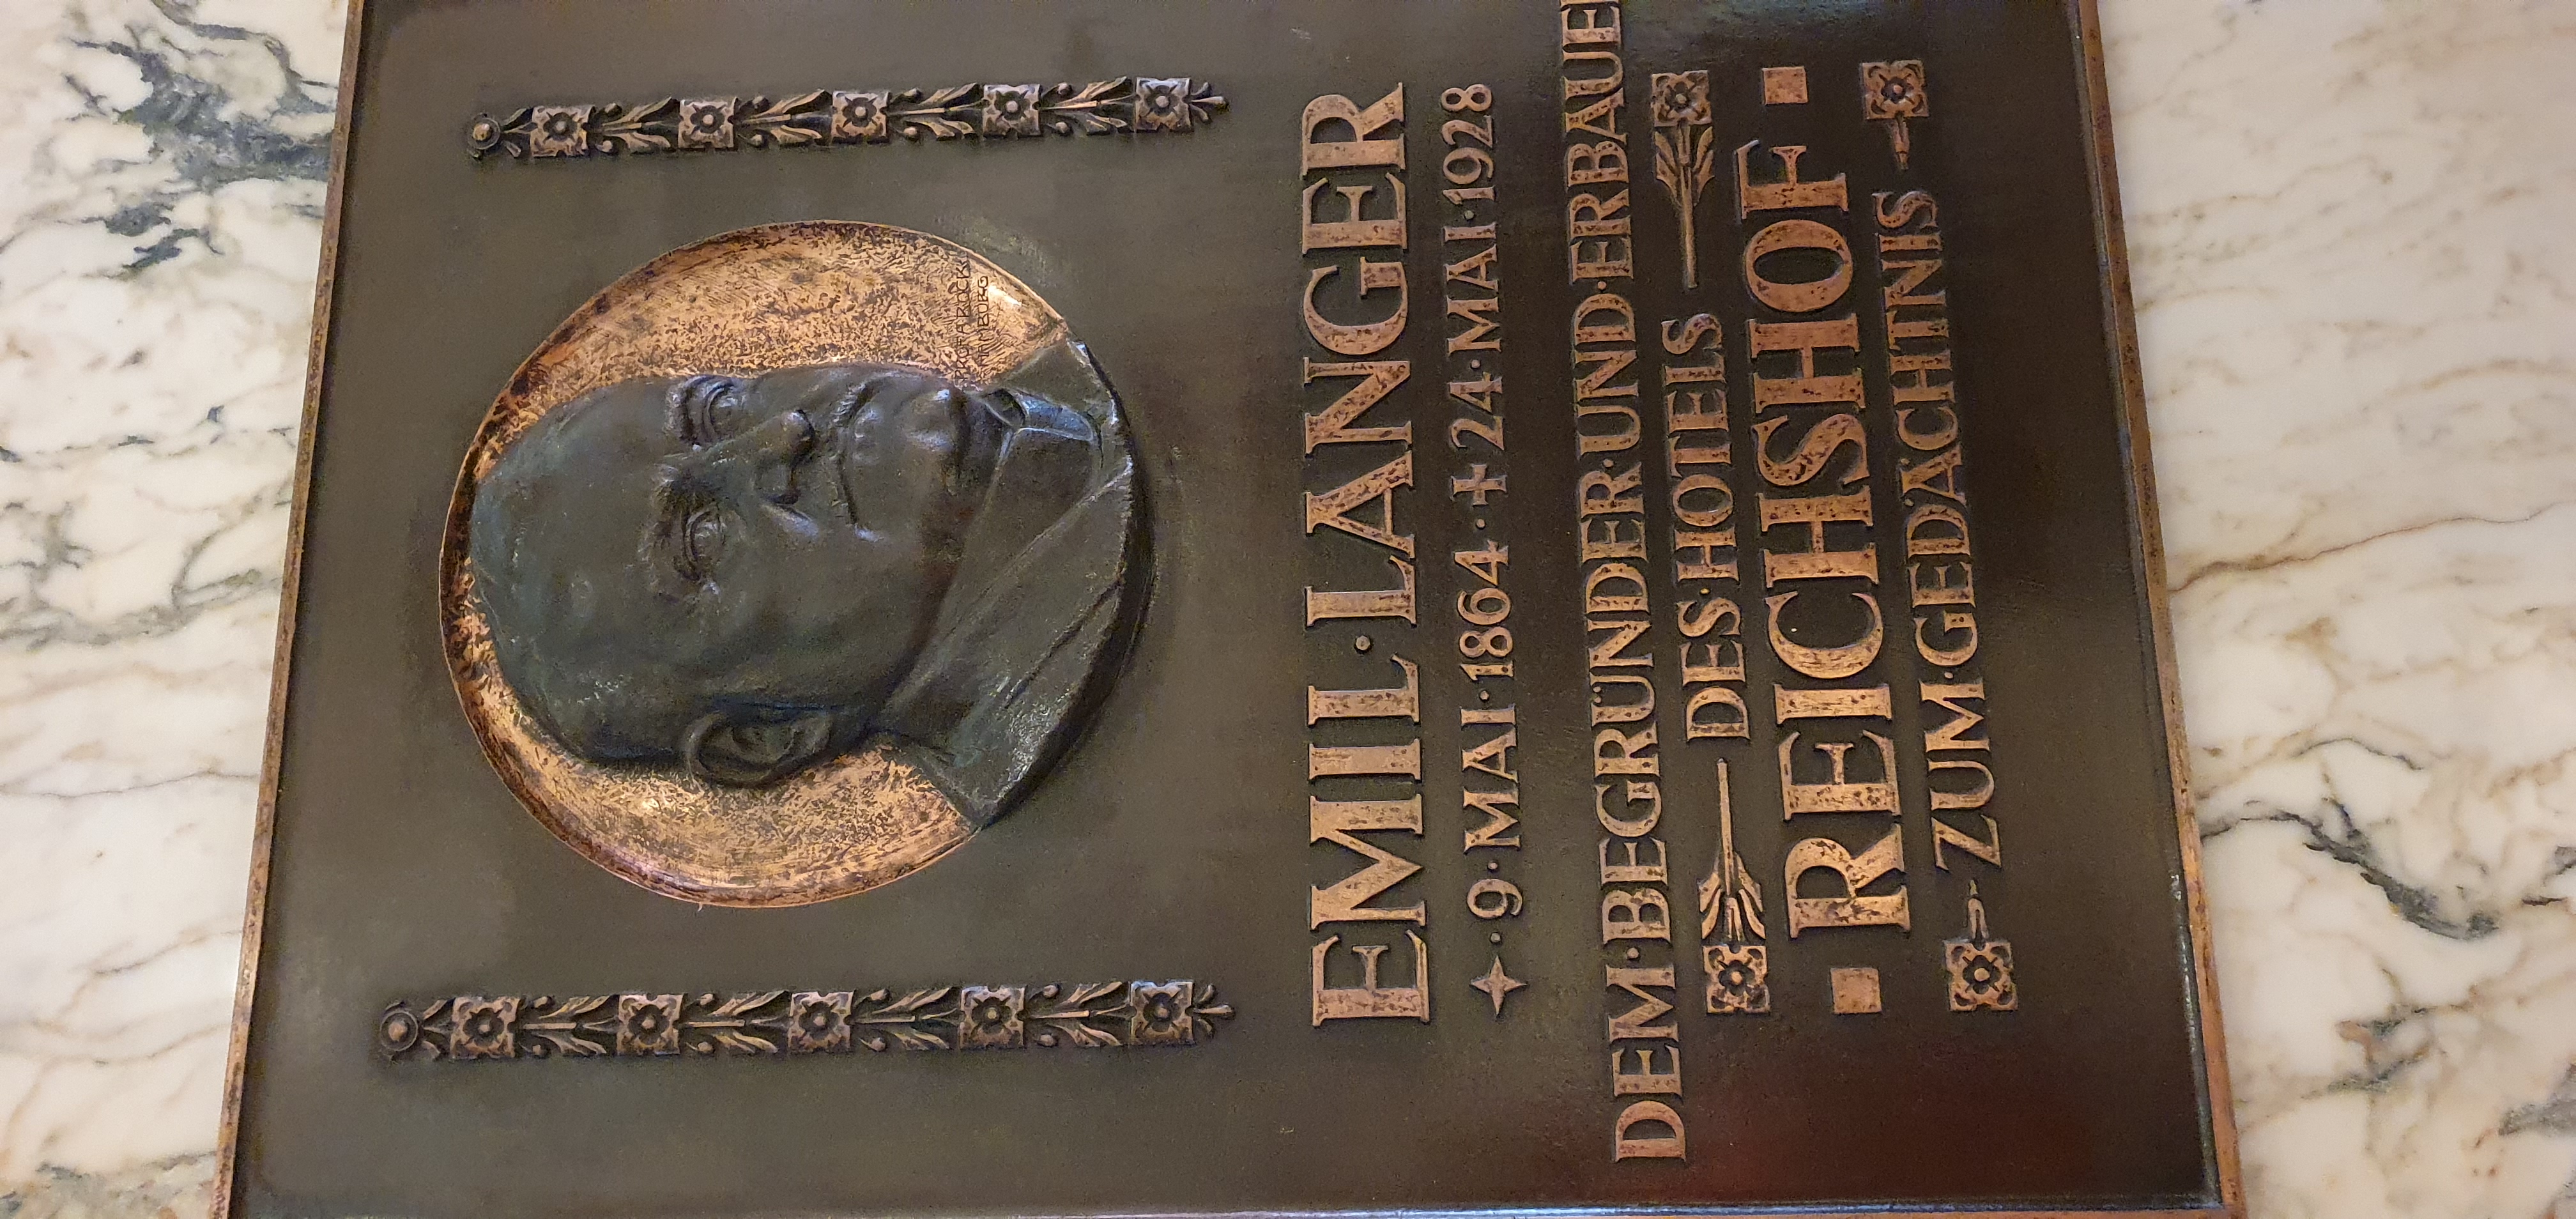 EMIL·LANGER
·9·MAI·1864·+24·MAI·1928
DEM·BEGRÜNDER·UND·ERBAUER
DES·HOTELS
REICHSHOF
ZUM·GEDÄCHTNIS